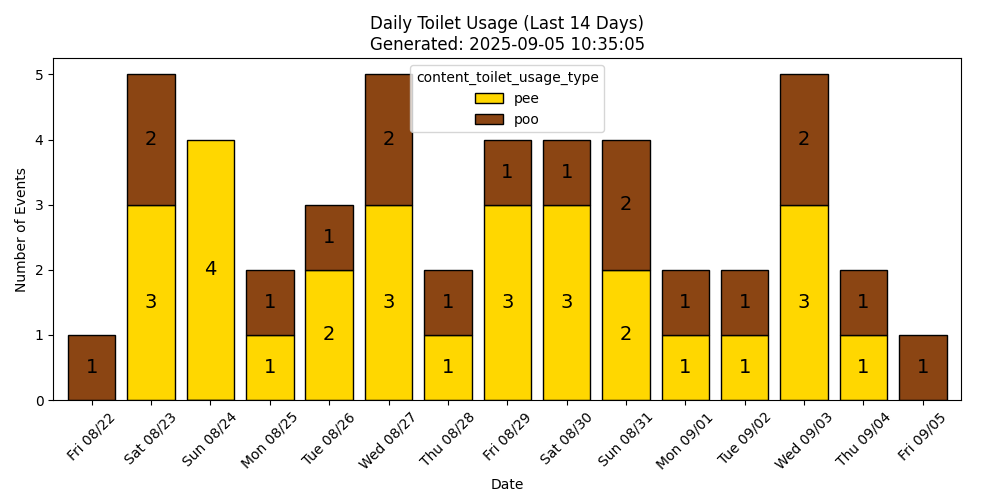 Daily Toilet Usage (Last 14 Days)
Generated: 2025-09-05 10:35:05
content_toilet_usage_type
pee
poo
Number of Events
5
4
3
2
1
0
1
2
3
4
1
1
1
2
2
3
1
1
1
3
1
3
2
2
1
1
1
1
2
3
1
1
1
Fri 08/22
Sat 08/23
Sun 08/24
Mon 08/25
Tue 08/26
Wed 08/27
Thu 08/28
Fri 08/29
Sat 08/30
Sun 08/31
Mon 09/01
Tue 09/02
Wed 09/03
Thu 09/04
Fri 09/05
Date